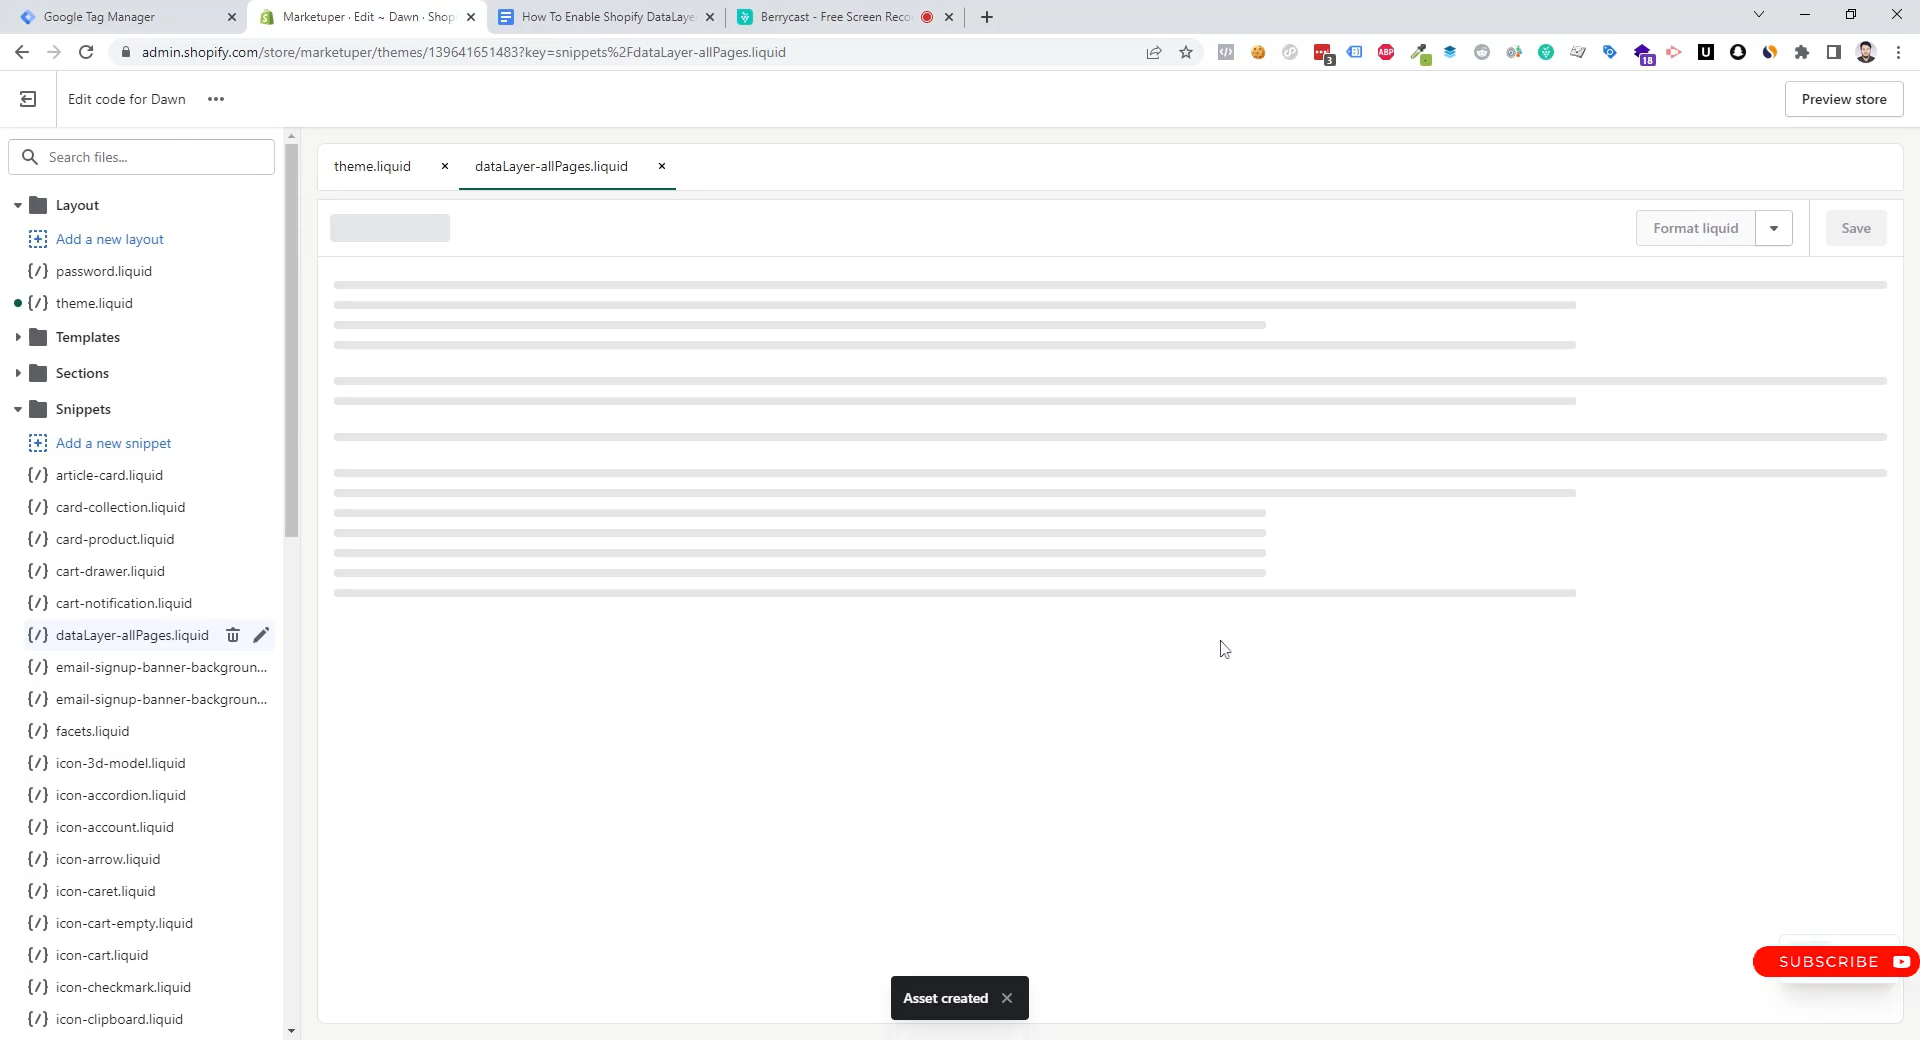 Google Tag Manager
Marketuper · Edit ~ Dawn · Shop
How To Enable Shopify DataLaye
Berrycast - Free Screen Reco
admin.shopify.com/store/marketuper/themes/139641651483?key=snippets%2FdataLayer-allPages.liquid
3
ABP
18
U
Edit code for Dawn
Preview store
Search files...
theme.liquid
dataLayer-allPages.liquid
Format liquid
Save
Layout
Add a new layout
password.liquid
theme.liquid
Templates
Sections
Snippets
Add a new snippet
article-card.liquid
card-collection.liquid
card-product.liquid
cart-drawer.liquid
cart-notification.liquid
dataLayer-allPages.liquid
email-signup-banner-backgroun...
email-signup-banner-backgroun...
facets.liquid
icon-3d-model.liquid
icon-accordion.liquid
icon-account.liquid
icon-arrow.liquid
icon-caret.liquid
icon-cart-empty.liquid
icon-cart.liquid
icon-checkmark.liquid
icon-clipboard.liquid
SUBSCRIBE
Asset created